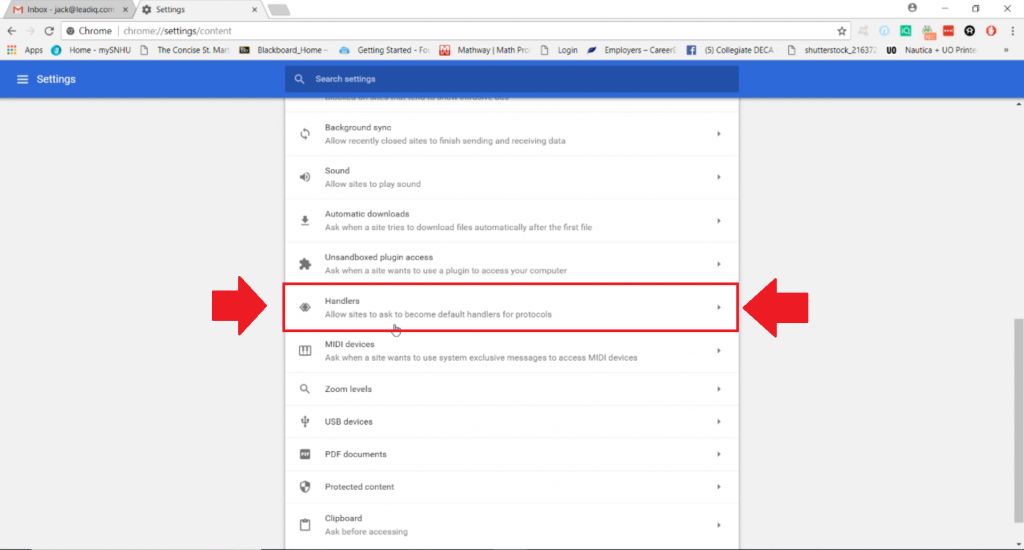 Inbox - jack@leadiq.com
Settings
Chrome
chrome://settings/content
Apps
Home - mySNHU
The Concise St. Mar
Blackboard_Home –
Getting Started - Fou
Mathway | Math Pro
Login
Employers – Career
(5) Collegiate DECA
shutterstock_216372
UO
Nautica + UO Printe
Settings
Search settings
Background sync
Allow recently closed sites to finish sending and receiving data
Sound
Allow sites to play sound
Automatic downloads
Ask when a site tries to download files automatically after the first file
Unsandboxed plugin access
Ask when a site wants to use a plugin to access your computer
Handlers
Allow sites to ask to become default handlers for protocols
MIDI devices
Ask when a site wants to use system exclusive messages to access MIDI devices
Zoom levels
USB devices
PDF
PDF documents
Protected content
Clipboard
Ask before accessing